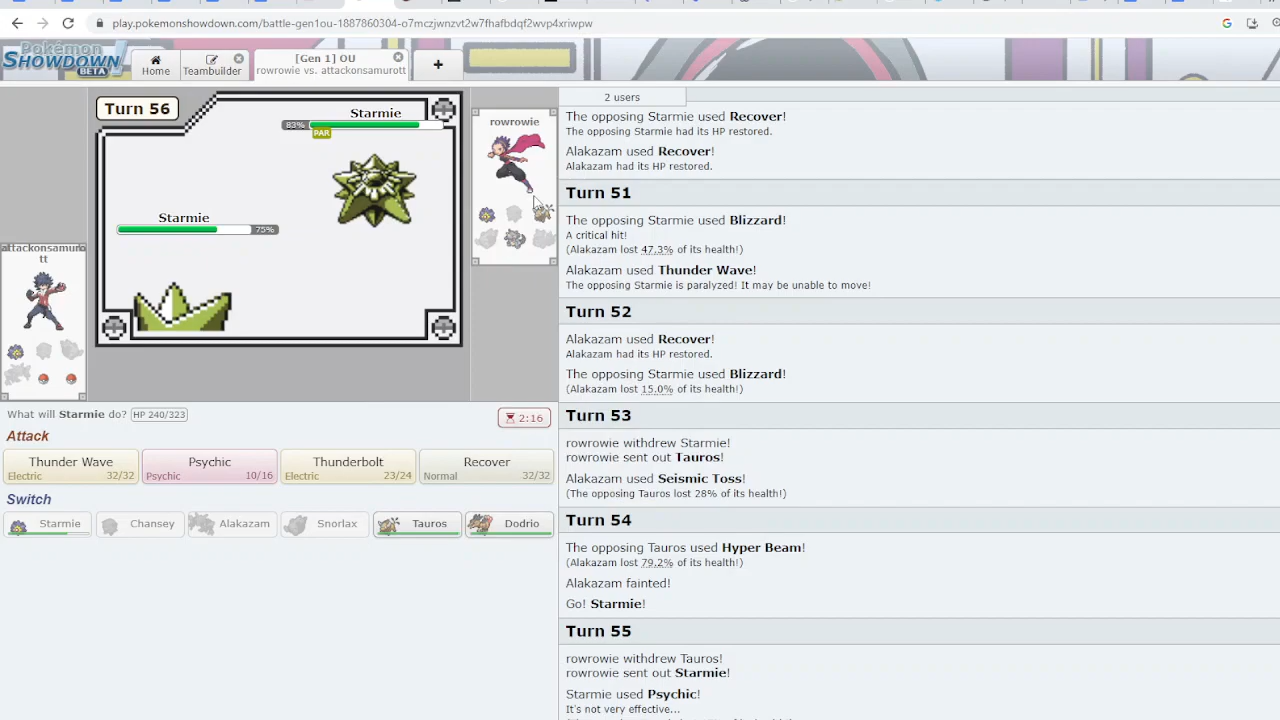 play.pokemonshowdown.com/battle-gen1ou-1887860304-o7mczjwnzvt2w7fhafbdqf2wvp4xriwpw
Pokémon
Showdown!
BETA
Home
Teambuilder
[Gen 1] OU
rowrowie vs. attackonsamurott
+
Turn 56
Starmie
83%
PAR
Starmie
75%
rowrowie
attackonsamuro
tt
2 users
The opposing Starmie used Recover!
The opposing Starmie had its HP restored.
Alakazam used Recover!
Alakazam had its HP restored.
Turn 51
The opposing Starmie used Blizzard!
A critical hit!
(Alakazam lost 47.3% of its health!)
Alakazam used Thunder Wave!
The opposing Starmie is paralyzed! It may be unable to move!
Turn 52
Alakazam used Recover!
Alakazam had its HP restored.
The opposing Starmie used Blizzard!
(Alakazam lost 15.0% of its health!)
Turn 53
rowrowie withdrew Starmie!
rowrowie sent out Tauros!
Alakazam used Seismic Toss!
(The opposing Tauros lost 28% of its health!)
Turn 54
The opposing Tauros used Hyper Beam!
(Alakazam lost 79.2% of its health!)
Alakazam fainted!
Go! Starmie!
Turn 55
rowrowie withdrew Tauros!
rowrowie sent out Starmie!
Starmie used Psychic!
It's not very effective...
What will Starmie do? HP 240/323
2:16
Attack
Thunder Wave
Electric 32/32
Psychic
Psychic 10/16
Thunderbolt
Electric 23/24
Recover
Normal 32/32
Switch
Starmie
Chansey
Alakazam
Snorlax
Tauros
Dodrio